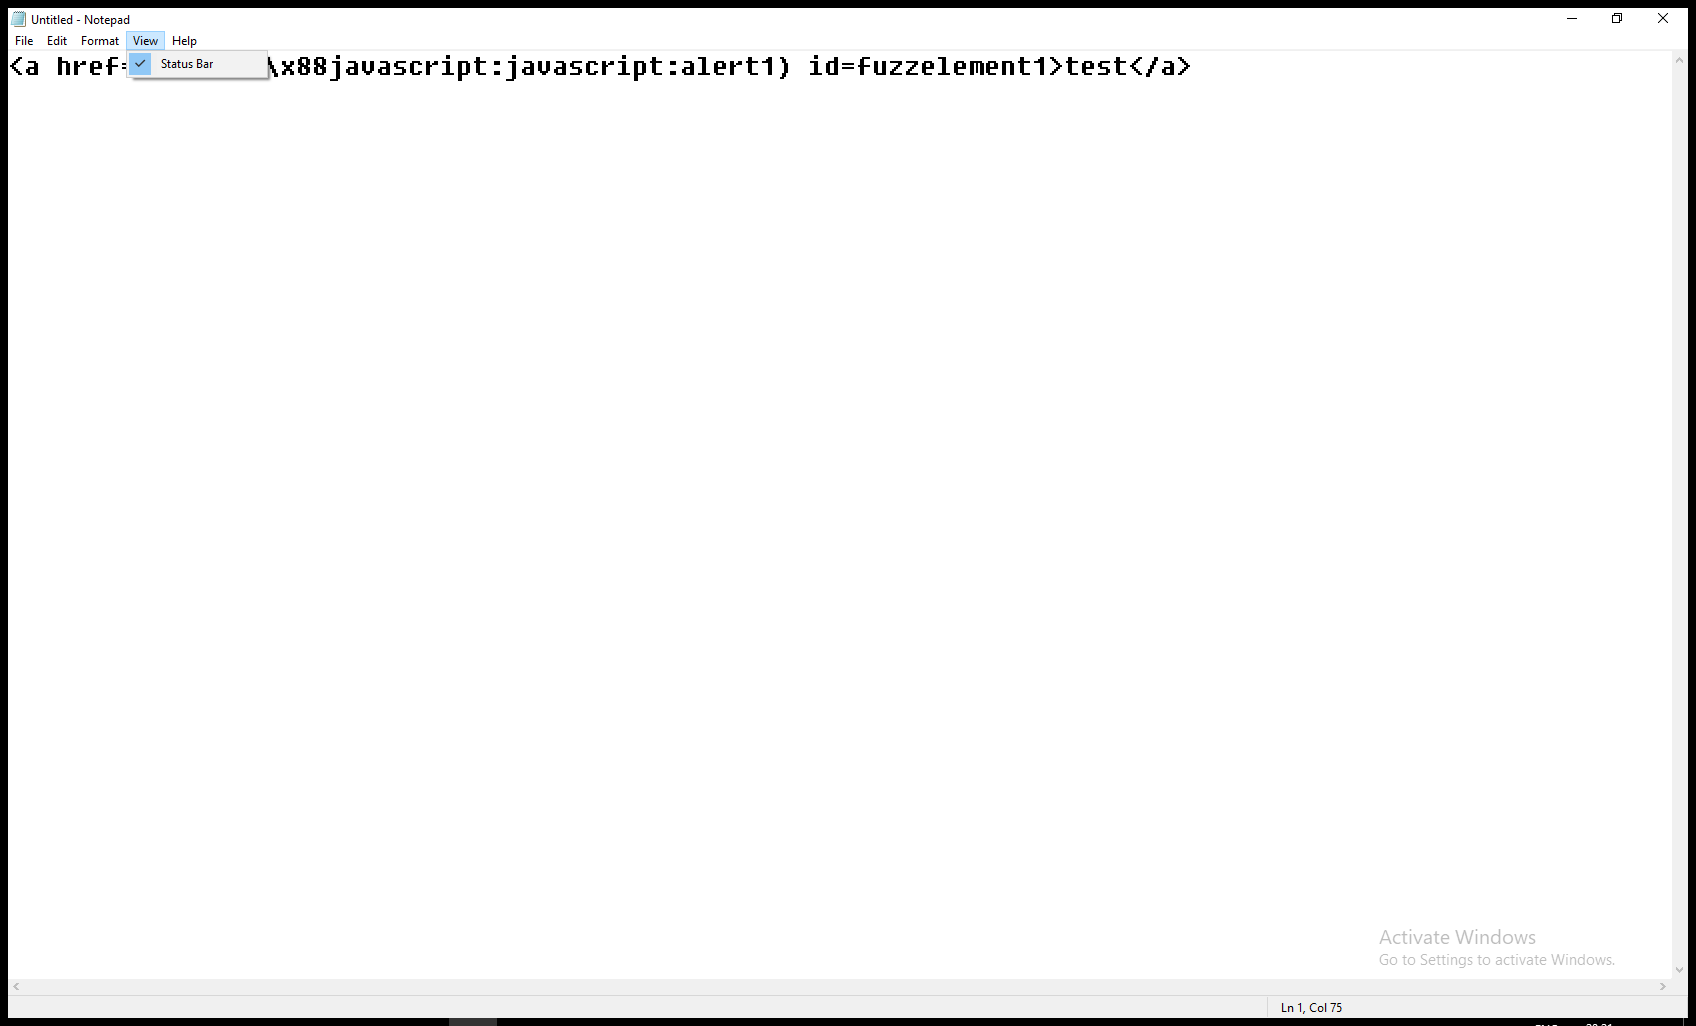 Untitled - Notepad
File Edit Format View Help
Status Bar
<a href= \x88javascript:javascript:alert1) id=fuzzelement1>test</a>
Activate Windows
Go to Settings to activate Windows.
Ln 1, Col 75